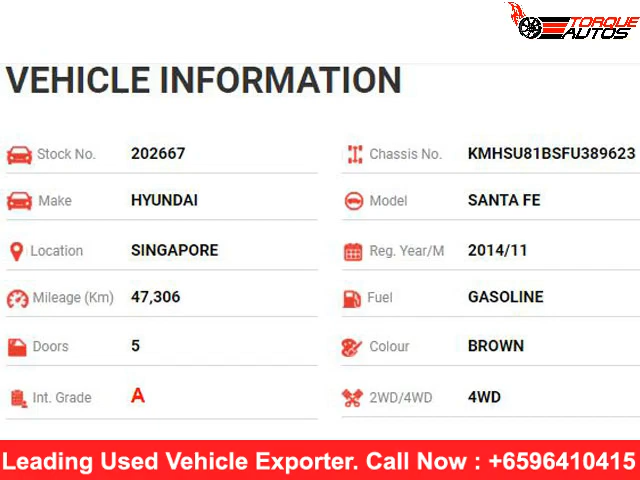 TORQUE
AUTOS
VEHICLE INFORMATION
Stock No. 202667 Chassis No. KMHSU81BSFU389623
Make HYUNDAI Model SANTA FE
Location SINGAPORE Reg. Year/M 2014/11
Mileage (Km) 47,306 Fuel GASOLINE
Doors 5 Colour BROWN
Int. Grade A 2WD/4WD 4WD
Leading Used Vehicle Exporter. Call Now : +6596410415